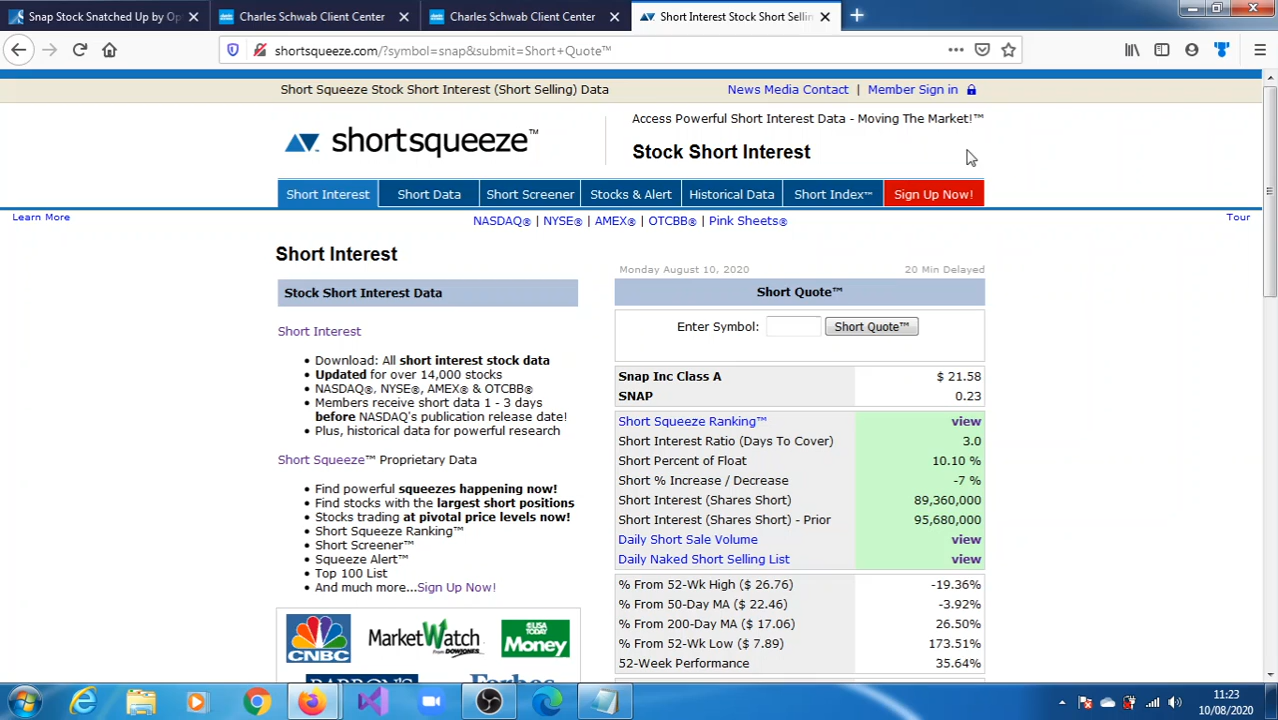 Snap Stock Snatched Up by Op
Charles Schwab Client Center
Charles Schwab Client Center
Short Interest Stock Short Sellin
shortsqueeze.com/?symbol=snap&submit=Short+Quote™
Short Squeeze Stock Short Interest (Short Selling) Data
News Media Contact | Member Sign in
shortsqueeze™
Access Powerful Short Interest Data - Moving The Market!™
Stock Short Interest
Short Interest
Short Data
Short Screener
Stocks & Alert
Historical Data
Short Index™
Sign Up Now!
Learn More
NASDAQ® | NYSE® | AMEX® | OTCBB® | Pink Sheets®
Tour
Short Interest
Stock Short Interest Data
Short Interest
• Download: All short interest stock data
• Updated for over 14,000 stocks
• NASDAQ®, NYSE®, AMEX® & OTCBB®
• Members receive short data 1 - 3 days
before NASDAQ's publication release date!
• Plus, historical data for powerful research
Short Squeeze™ Proprietary Data
• Find powerful squeezes happening now!
• Find stocks with the largest short positions
• Stocks trading at pivotal price levels now!
• Short Squeeze Ranking™
• Short Screener™
• Squeeze Alert™
• Top 100 List
• And much more...Sign Up Now!
CNBC
MarketWatch
FROM DOWJONES
USA TODAY
Money
BARRON'S
Forbes
Monday August 10, 2020
20 Min Delayed
Short Quote™
Enter Symbol:
Short Quote™
Snap Inc Class A $ 21.58
SNAP 0.23
Short Squeeze Ranking™ view
Short Interest Ratio (Days To Cover) 3.0
Short Percent of Float 10.10 %
Short % Increase / Decrease -7 %
Short Interest (Shares Short) 89,360,000
Short Interest (Shares Short) - Prior 95,680,000
Daily Short Sale Volume view
Daily Naked Short Selling List view
% From 52-Wk High ($ 26.76) -19.36%
% From 50-Day MA ($ 22.46) -3.92%
% From 200-Day MA ($ 17.06) 26.50%
% From 52-Wk Low ($ 7.89) 173.51%
52-Week Performance 35.64%
11:23
10/08/2020